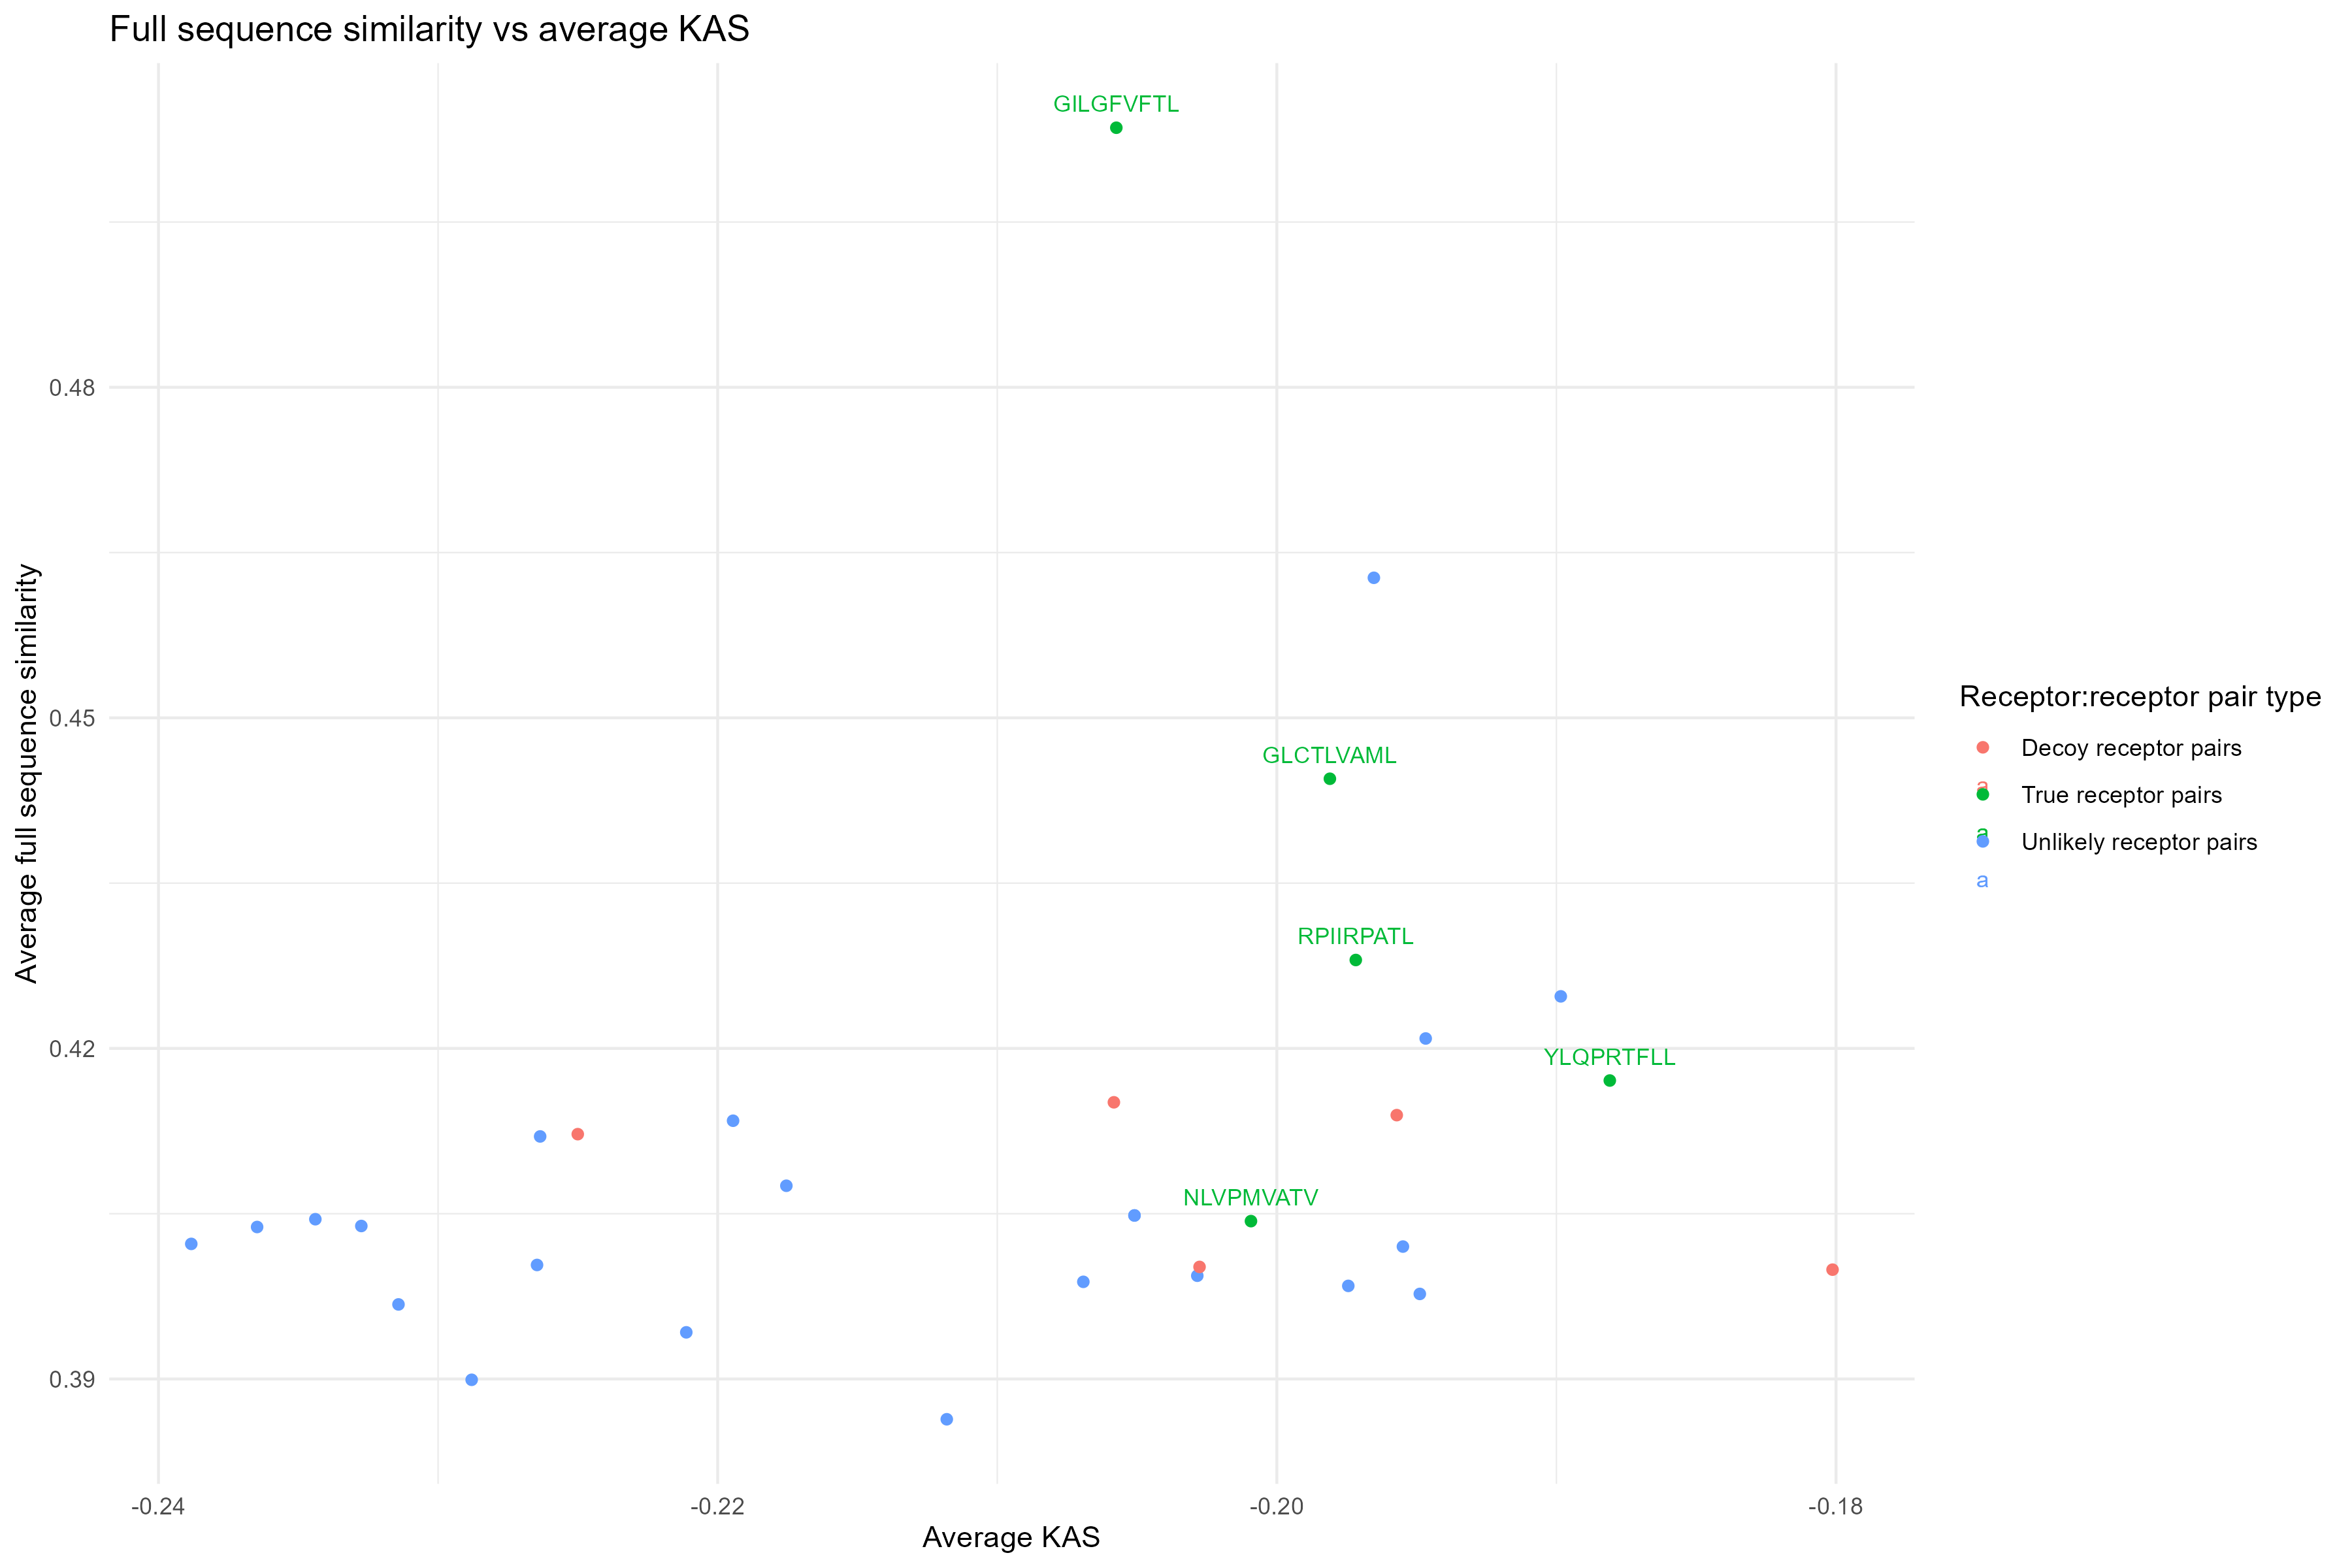 Full sequence similarity vs average KAS
GILGFVFTL
GLCTLVAML
RPIIRPATL
YLQPRTFLL
NLVPMVATV
0.48
0.45
0.42
0.39
-0.24
-0.22
-0.20
-0.18
Average KAS
Average full sequence similarity
Receptor:receptor pair type
Decoy receptor pairs
a
True receptor pairs
a
Unlikely receptor pairs
a